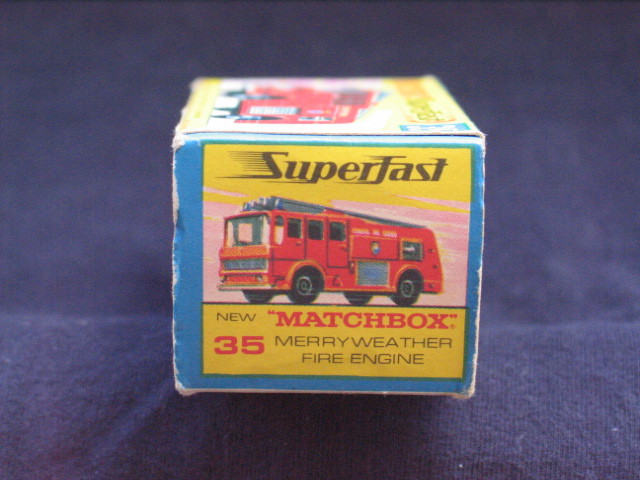 Superfast
NEW "MATCHBOX"®
35 MERRYWEATHER
FIRE ENGINE